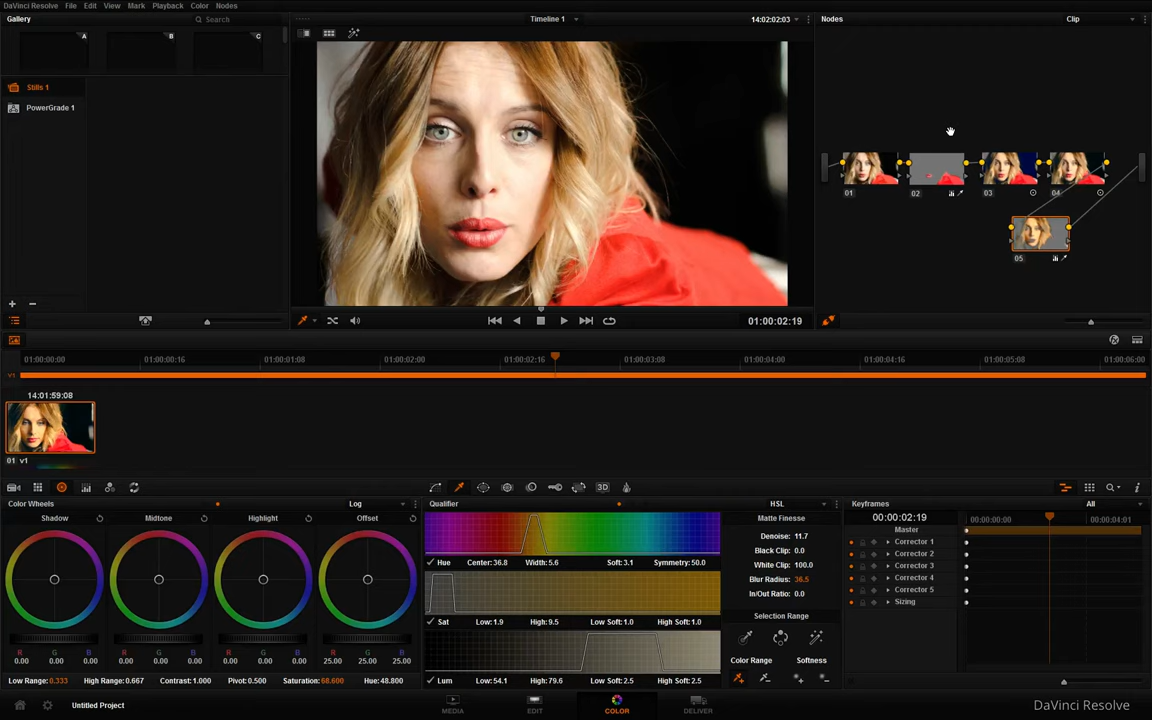 DaVinci Resolve File Edit View Mark Playback Color Nodes
Gallery Search Timeline 1 14:02:02:03 Nodes Clip
A B C
Stills 1
PowerGrade 1
01 02 03 04
05
01:00:02:19
01:00:00:00 01:00:00:16 01:00:01:08 01:00:02:00 01:00:02:16 01:00:03:08 01:00:04:00 01:00:04:16 01:00:05:08 01:00:06:00
V1
14:01:59:08
01 v1
3D
Color Wheels Log Qualifier HSL Keyframes All
Shadow Midtone Highlight Offset
Matte Finesse
00:00:02:19 00:00:00:00 00:00:04:01
Master
Denoise: 11.7
Corrector 1
Black Clip: 0.0
Corrector 2
White Clip: 100.0
Hue Center: 36.8 Width: 5.6 Soft: 3.1 Symmetry: 50.0
Corrector 3
Blur Radius: 36.5
Corrector 4
In/Out Ratio: 0.0
Corrector 5
Sizing
Selection Range
Sat Low: 1.9 High: 9.5 Low Soft: 1.0 High Soft: 1.0
R G B R G B R G B R G B
0.00 0.00 0.00 0.00 0.00 0.00 0.00 0.00 0.00 25.00 25.00 25.00
Color Range Softness
Low Range: 0.333 High Range: 0.667 Contrast: 1.000 Pivot: 0.500 Saturation: 68.600 Hue: 48.800
Lum Low: 54.1 High: 79.6 Low Soft: 2.5 High Soft: 2.5
Untitled Project MEDIA EDIT COLOR DELIVER DaVinci Resolve